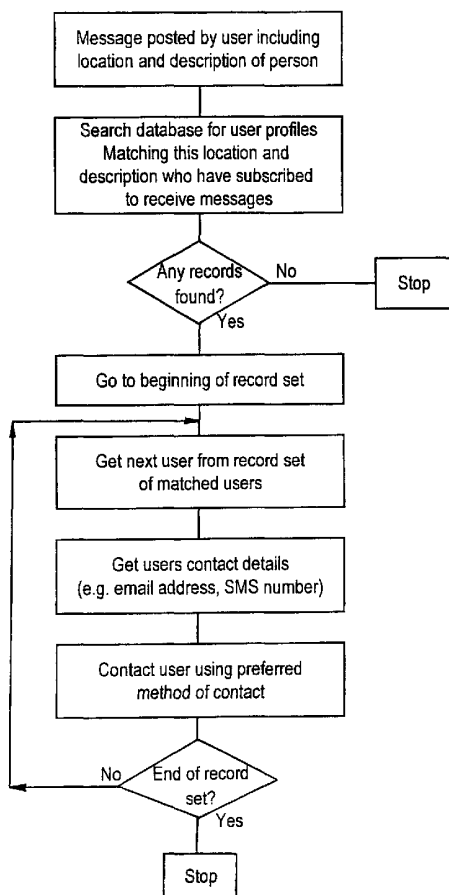 Message posted by user including
location and description of person
Search database for user profiles
Matching this location and
description who have subscribed
to receive messages
Any records
found?
No
Stop
Yes
Go to beginning of record set
Get next user from record set
of matched users
Get users contact details
(e.g. email address, SMS number)
Contact user using preferred
method of contact
No
End of record
set?
Yes
Stop